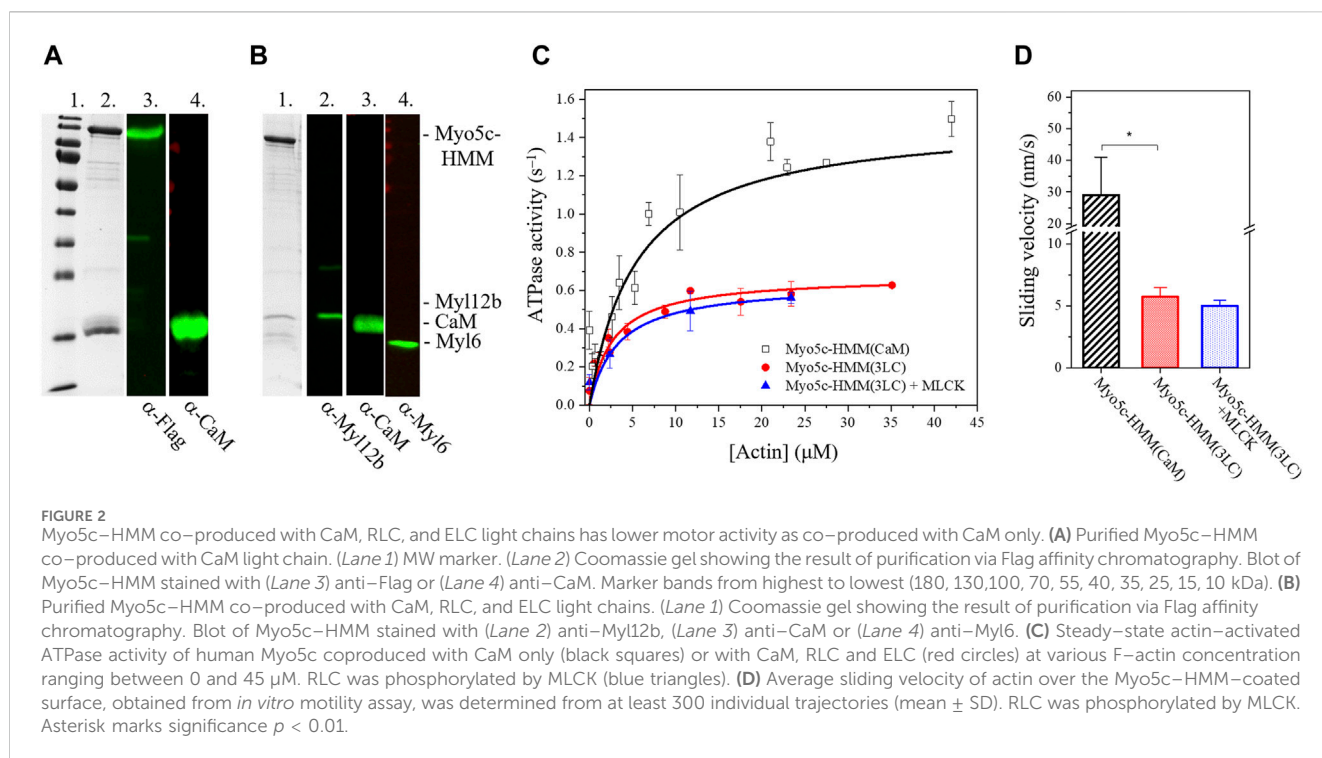 A
B
C
D
1. 2. 3. 4.
1. 2. 3. 4.
- Myo5c-
HMM
- Myl12b
- CaM
- Myl6
α-Flag
α-CaM
α-Myl12b
α-CaM
α-Myl6
ATPase activity (s⁻¹)
1.6
1.4
1.2
1.0
0.8
0.6
0.4
0.2
0.0
0 5 10 15 20 25 30 35 40 45
[Actin] (μM)
Myo5c-HMM(CaM)
Myo5c-HMM(3LC)
Myo5c-HMM(3LC) + MLCK
Sliding velocity (nm/s)
60
50
40
30
20
10
5
0
*
Myo5c-HMM(CaM)
Myo5c-HMM(3LC)
Myo5c-HMM(3LC)
+MLCK
FIGURE 2
Myo5c–HMM co–produced with CaM, RLC, and ELC light chains has lower motor activity as co–produced with CaM only. (A) Purified Myo5c–HMM
co–produced with CaM light chain. (Lane 1) MW marker. (Lane 2) Coomassie gel showing the result of purification via Flag affinity chromatography. Blot of
Myo5c–HMM stained with (Lane 3) anti–Flag or (Lane 4) anti–CaM. Marker bands from highest to lowest (180, 130,100, 70, 55, 40, 35, 25, 15, 10 kDa). (B)
Purified Myo5c–HMM co–produced with CaM, RLC, and ELC light chains. (Lane 1) Coomassie gel showing the result of purification via Flag affinity
chromatography. Blot of Myo5c–HMM stained with (Lane 2) anti–Myl12b, (Lane 3) anti–CaM or (Lane 4) anti–Myl6. (C) Steady–state actin–activated
ATPase activity of human Myo5c coproduced with CaM only (black squares) or with CaM, RLC and ELC (red circles) at various F–actin concentration
ranging between 0 and 45 μM. RLC was phosphorylated by MLCK (blue triangles). (D) Average sliding velocity of actin over the Myo5c–HMM–coated
surface, obtained from in vitro motility assay, was determined from at least 300 individual trajectories (mean ± SD). RLC was phosphorylated by MLCK.
Asterisk marks significance p < 0.01.